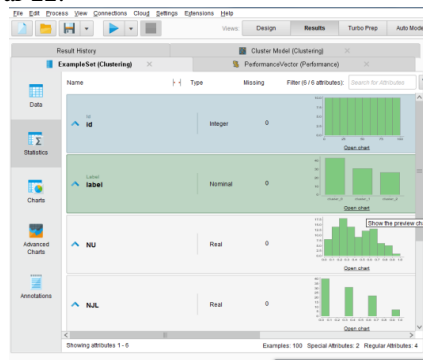 File Edit Process View Connections Cloud Settings Extensions Help
Views: Design Results Turbo Prep Auto Mode
Result History Cluster Model (Clustering)
ExampleSet (Clustering) PerformanceVector (Performance)
Name Type Missing Filter (6 / 6 attributes): Search for Attributes
Data
Id
id Integer 0
Open chart
Statistics
Label
label Nominal 0
Cluster_0 Cluster_1 Cluster_2
Open chart
Charts
Show the preview ch
NU Real 0
Open chart
Advanced
Charts
NJL Real 0
Open chart
Annotations
Showing attributes 1 - 6 Examples: 100 Special Attributes: 2 Regular Attributes: 4